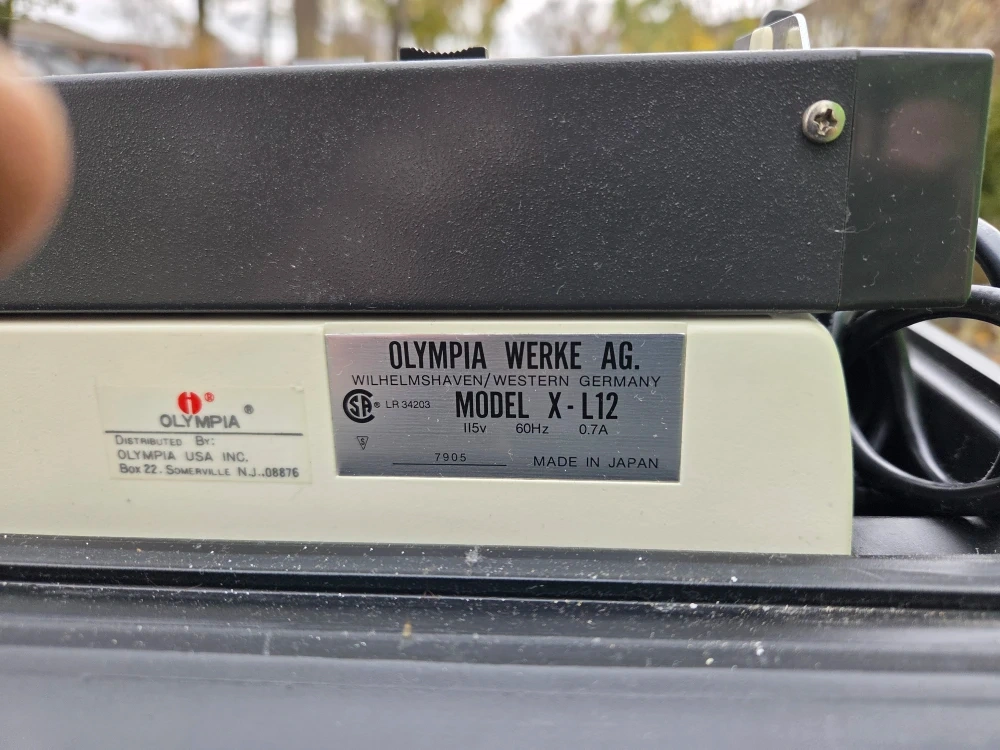 OLYMPIA WERKE AG.
WILHELMSHAVEN/WESTERN GERMANY
SA® LR 34203 MODEL X-L12
115v 60Hz 0.7A
S
7905 MADE IN JAPAN
®
OLYMPIA ®
DISTRIBUTED BY:
OLYMPIA USA INC.
Box 22. SOMERVILLE N.J..08876